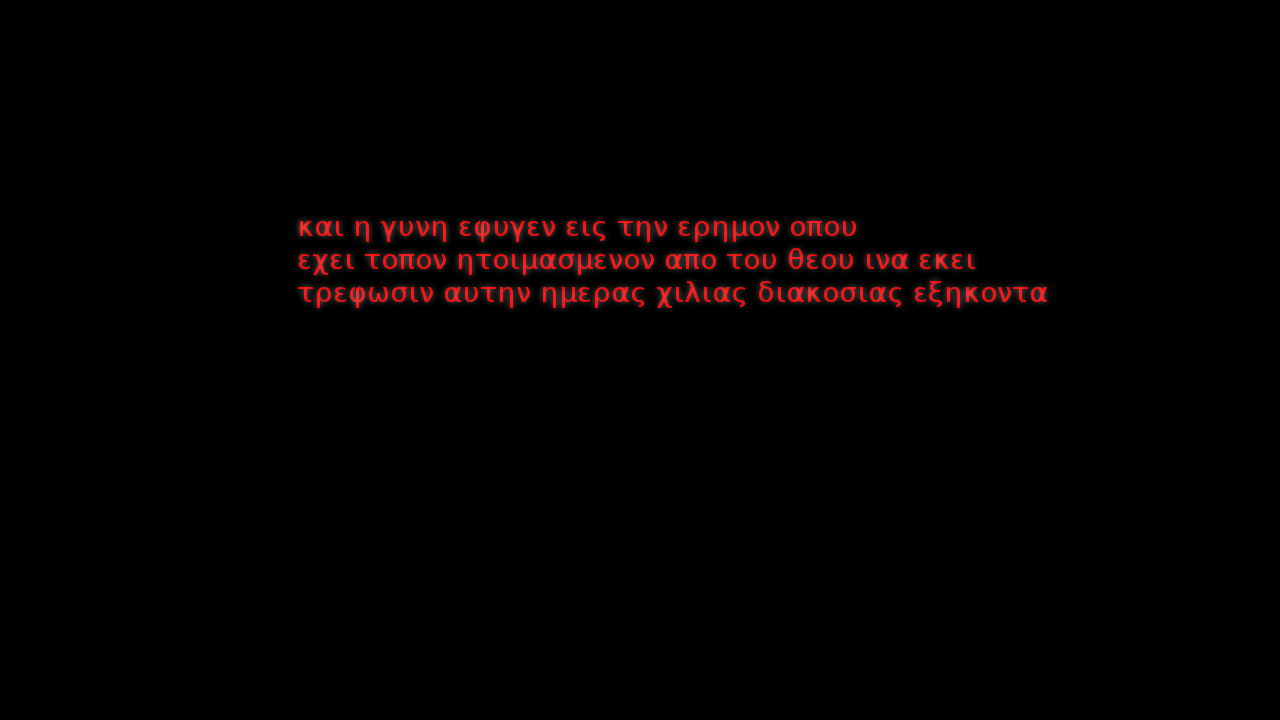 και η γυνη εφυγεν εις την ερημον οπου
εχει τοπον ητοιμασμενον απο του θεου ινα εκει
τρεφωσιν αυτην ημερας χιλιας διακοσιας εξηκοντα